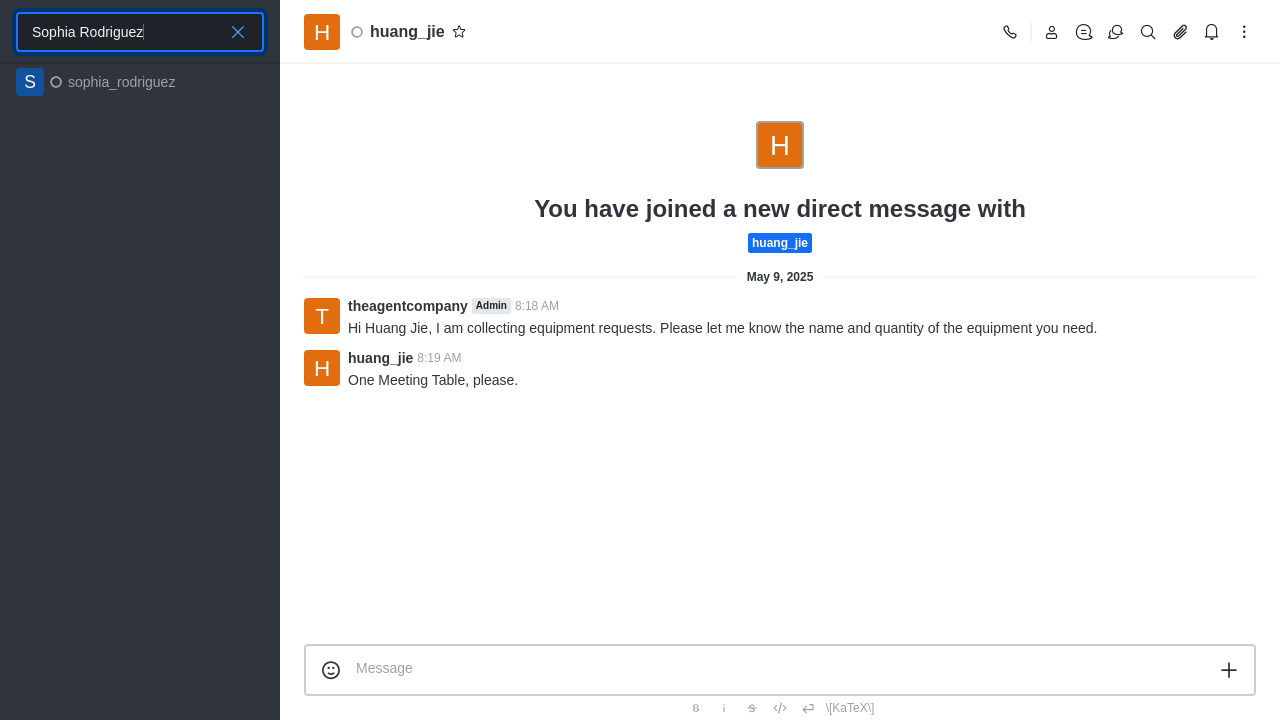 Sophia Rodriguez
S sophia_rodriguez
H huang_jie
H
You have joined a new direct message with
huang_jie
May 9, 2025
T theagentcompany Admin 8:18 AM
Hi Huang Jie, I am collecting equipment requests. Please let me know the name and quantity of the equipment you need.
H huang_jie 8:19 AM
One Meeting Table, please.
Message
B i S \[KaTeX\]